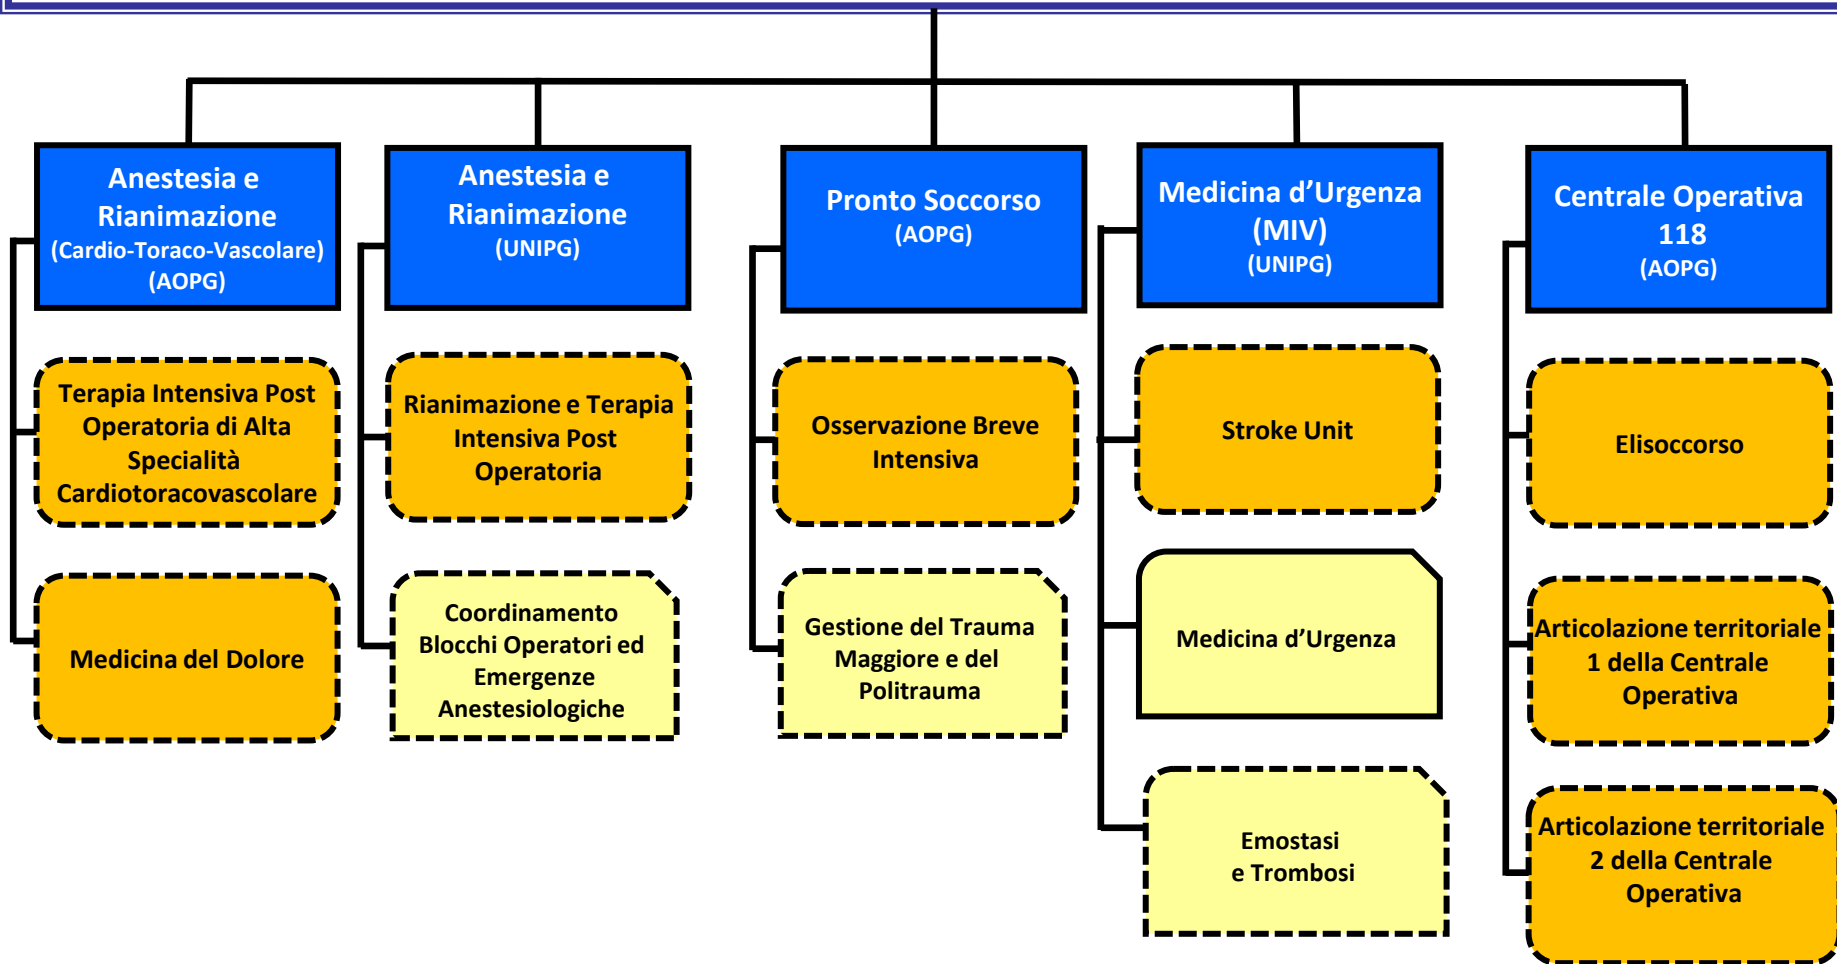 Anestesia e
Rianimazione
(Cardio-Toraco-Vascolare)
(AOPG)
Terapia Intensiva Post
Operatoria di Alta
Specialità
Cardiotoracovascolare
Medicina del Dolore
Anestesia e
Rianimazione
(UNIPG)
Rianimazione e Terapia
Intensiva Post
Operatoria
Coordinamento
Blocchi Operatori ed
Emergenze
Anestesiologiche
Pronto Soccorso
(AOPG)
Osservazione Breve
Intensiva
Gestione del Trauma
Maggiore e del
Politrauma
Medicina d’Urgenza
(MIV)
(UNIPG)
Stroke Unit
Medicina d’Urgenza
Emostasi
e Trombosi
Centrale Operativa
118
(AOPG)
Elisoccorso
Articolazione territoriale
1 della Centrale
Operativa
Articolazione territoriale
2 della Centrale
Operativa